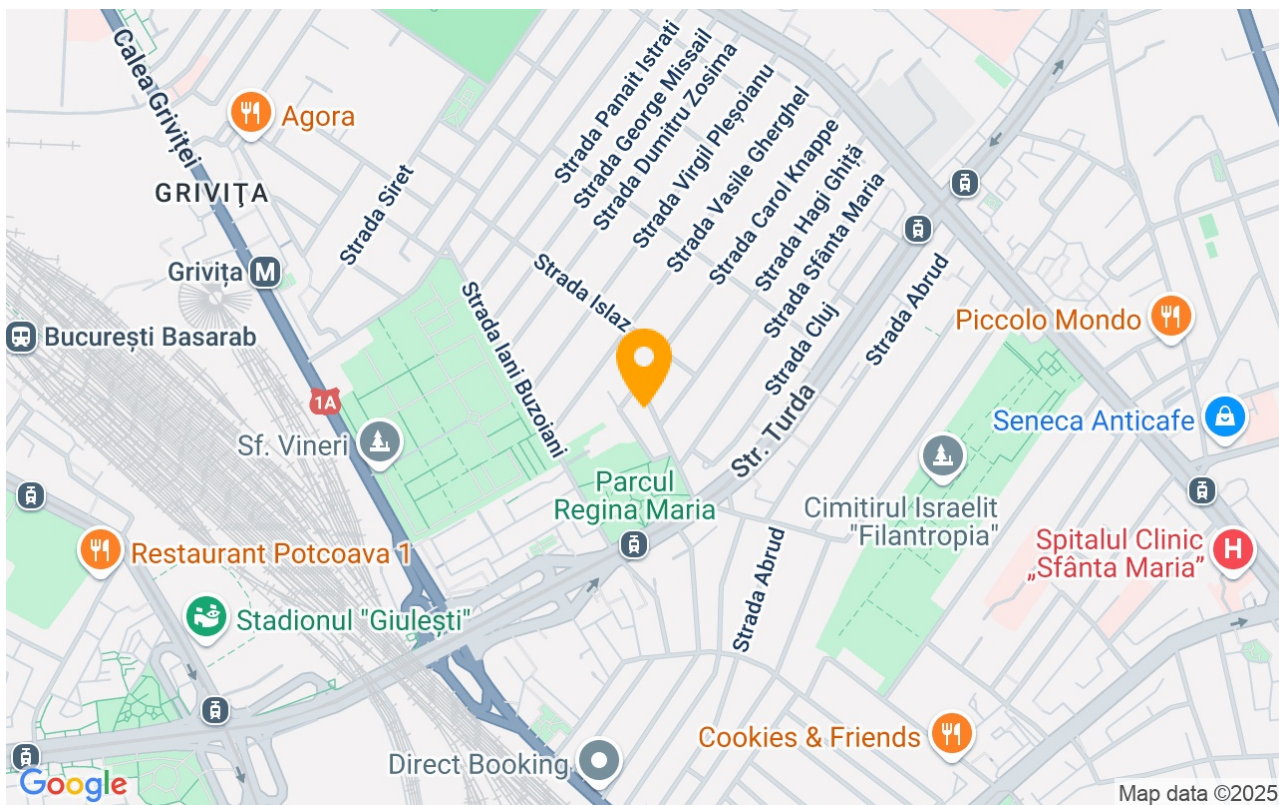 Calea Griviței
Agora
GRIVIȚA
Strada Siret
Strada Panait Istrati
Strada George Missail
Strada Dumitru Zosima
Strada Virgil Pleșoianu
Strada Vasile Gherghel
Strada Carol Knappe
Strada Hagi Ghiță
Strada Sfânta Maria
Grivița
M
București Basarab
Strada Islaz
Strada Iani Buzoiani
Strada Cluj
Strada Abrud
Piccolo Mondo
1A
Sf. Vineri
Str. Turda
Seneca Anticafe
Parcul
Regina Maria
Cimitirul Israelit
"Filantropia"
Spitalul Clinic
„Sfânta Maria”
H
Restaurant Potcoava 1
Strada Abrud
Stadionul "Giulești"
Cookies & Friends
Direct Booking
Google
Map data ©2025